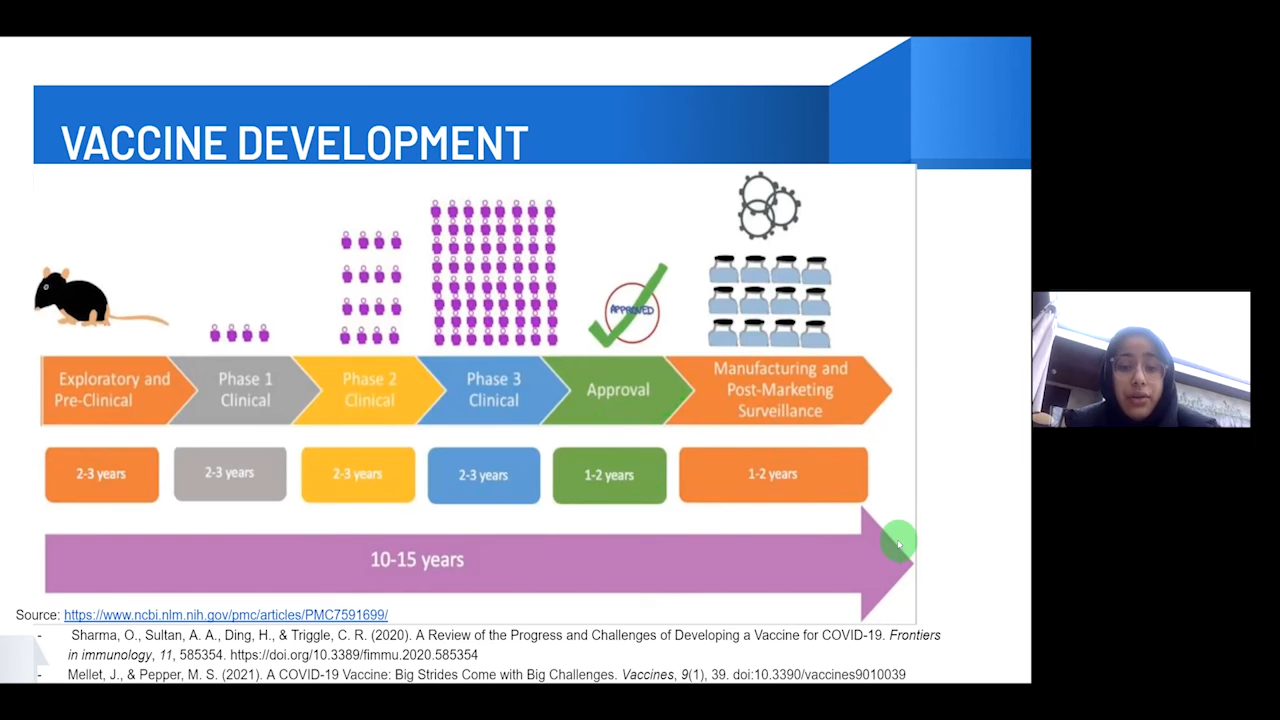 VACCINE DEVELOPMENT
APPROVED
Exploratory and
Pre-Clinical
Phase 1
Clinical
Phase 2
Clinical
Phase 3
Clinical
Approval
Manufacturing and
Post-Marketing
Surveillance
2-3 years
2-3 years
2-3 years
2-3 years
1-2 years
1-2 years
10-15 years
Source: https://www.ncbi.nlm.nih.gov/pmc/articles/PMC7591699/
- Sharma, O., Sultan, A. A., Ding, H., & Triggle, C. R. (2020). A Review of the Progress and Challenges of Developing a Vaccine for COVID-19. Frontiers
in immunology, 11, 585354. https://doi.org/10.3389/fimmu.2020.585354
- Mellet, J., & Pepper, M. S. (2021). A COVID-19 Vaccine: Big Strides Come with Big Challenges. Vaccines, 9(1), 39. doi:10.3390/vaccines9010039